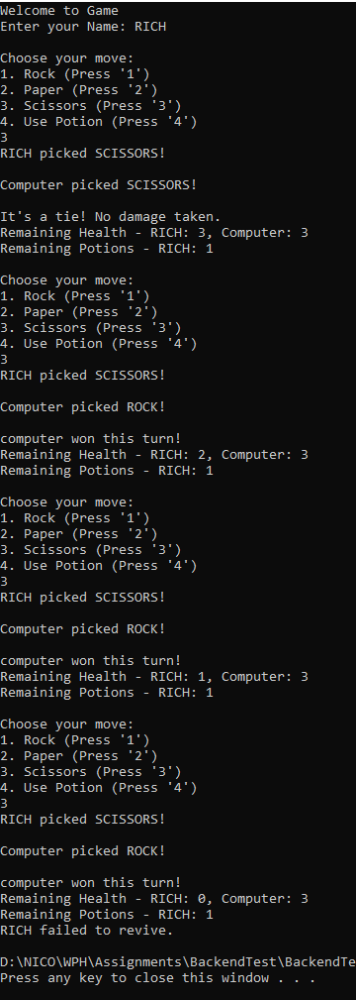 Welcome to Game
Enter your Name: RICH
Choose your move:
1. Rock (Press '1')
2. Paper (Press '2')
3. Scissors (Press '3')
4. Use Potion (Press '4')
3
RICH picked SCISSORS!
Computer picked SCISSORS!
It's a tie! No damage taken.
Remaining Health - RICH: 3, Computer: 3
Remaining Potions - RICH: 1
Choose your move:
1. Rock (Press '1')
2. Paper (Press '2')
3. Scissors (Press '3')
4. Use Potion (Press '4')
3
RICH picked SCISSORS!
Computer picked ROCK!
computer won this turn!
Remaining Health - RICH: 2, Computer: 3
Remaining Potions - RICH: 1
Choose your move:
1. Rock (Press '1')
2. Paper (Press '2')
3. Scissors (Press '3')
4. Use Potion (Press '4')
3
RICH picked SCISSORS!
Computer picked ROCK!
computer won this turn!
Remaining Health - RICH: 1, Computer: 3
Remaining Potions - RICH: 1
Choose your move:
1. Rock (Press '1')
2. Paper (Press '2')
3. Scissors (Press '3')
4. Use Potion (Press '4')
3
RICH picked SCISSORS!
Computer picked ROCK!
computer won this turn!
Remaining Health - RICH: 0, Computer: 3
Remaining Potions - RICH: 1
RICH failed to revive.
D:\NICO\WPH\Assignments\BackendTest\BackendTe
Press any key to close this window . . .